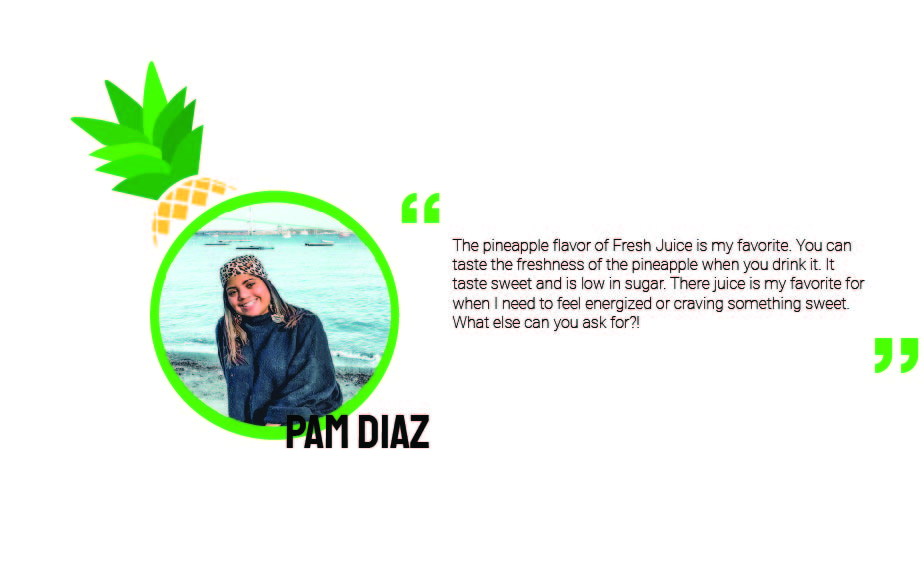 “
The pineapple flavor of Fresh Juice is my favorite. You can
taste the freshness of the pineapple when you drink it. It
taste sweet and is low in sugar. There juice is my favorite for
when I need to feel energized or craving something sweet.
What else can you ask for?!
”
PAM DIAZ